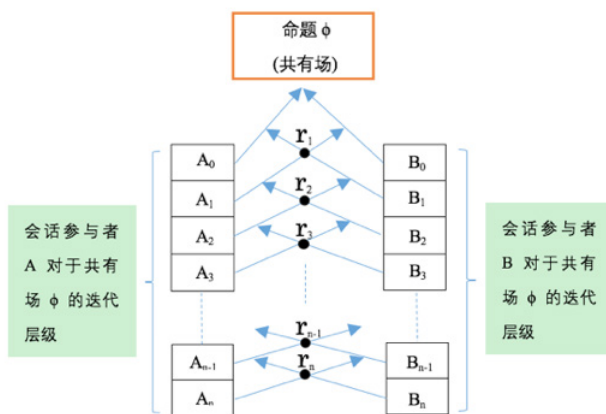 命题 ϕ
(共有场)
r₁
A₀
B₀
r₂
A₁
B₁
r₃
A₂
B₂
A₃
B₃
会话参与者
A 对于共有
场 ϕ 的迭代
层级
会话参与者
B 对于共有
场 ϕ 的迭代
层级
rₙ₋₁
Aₙ₋₁
Bₙ₋₁
rₙ
Aₙ
Bₙ